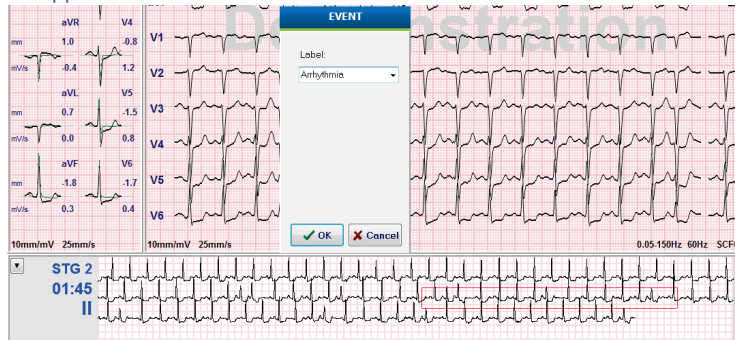 Demonstration
EVENT
Label:
Arrhythmia
OK
Cancel
aVR V4
mm 1.0 -0.8
mV/s -0.4 1.2
aVL V5
mm 0.7 -1.5
mV/s 0.0 0.8
aVF V6
mm -1.8 -1.7
mV/s 0.3 0.4
10mm/mV 25mm/s
V1
V2
V3
V4
V5
V6
10mm/mV 25mm/s
0.05-150Hz 60Hz
STG 2
01:45
II